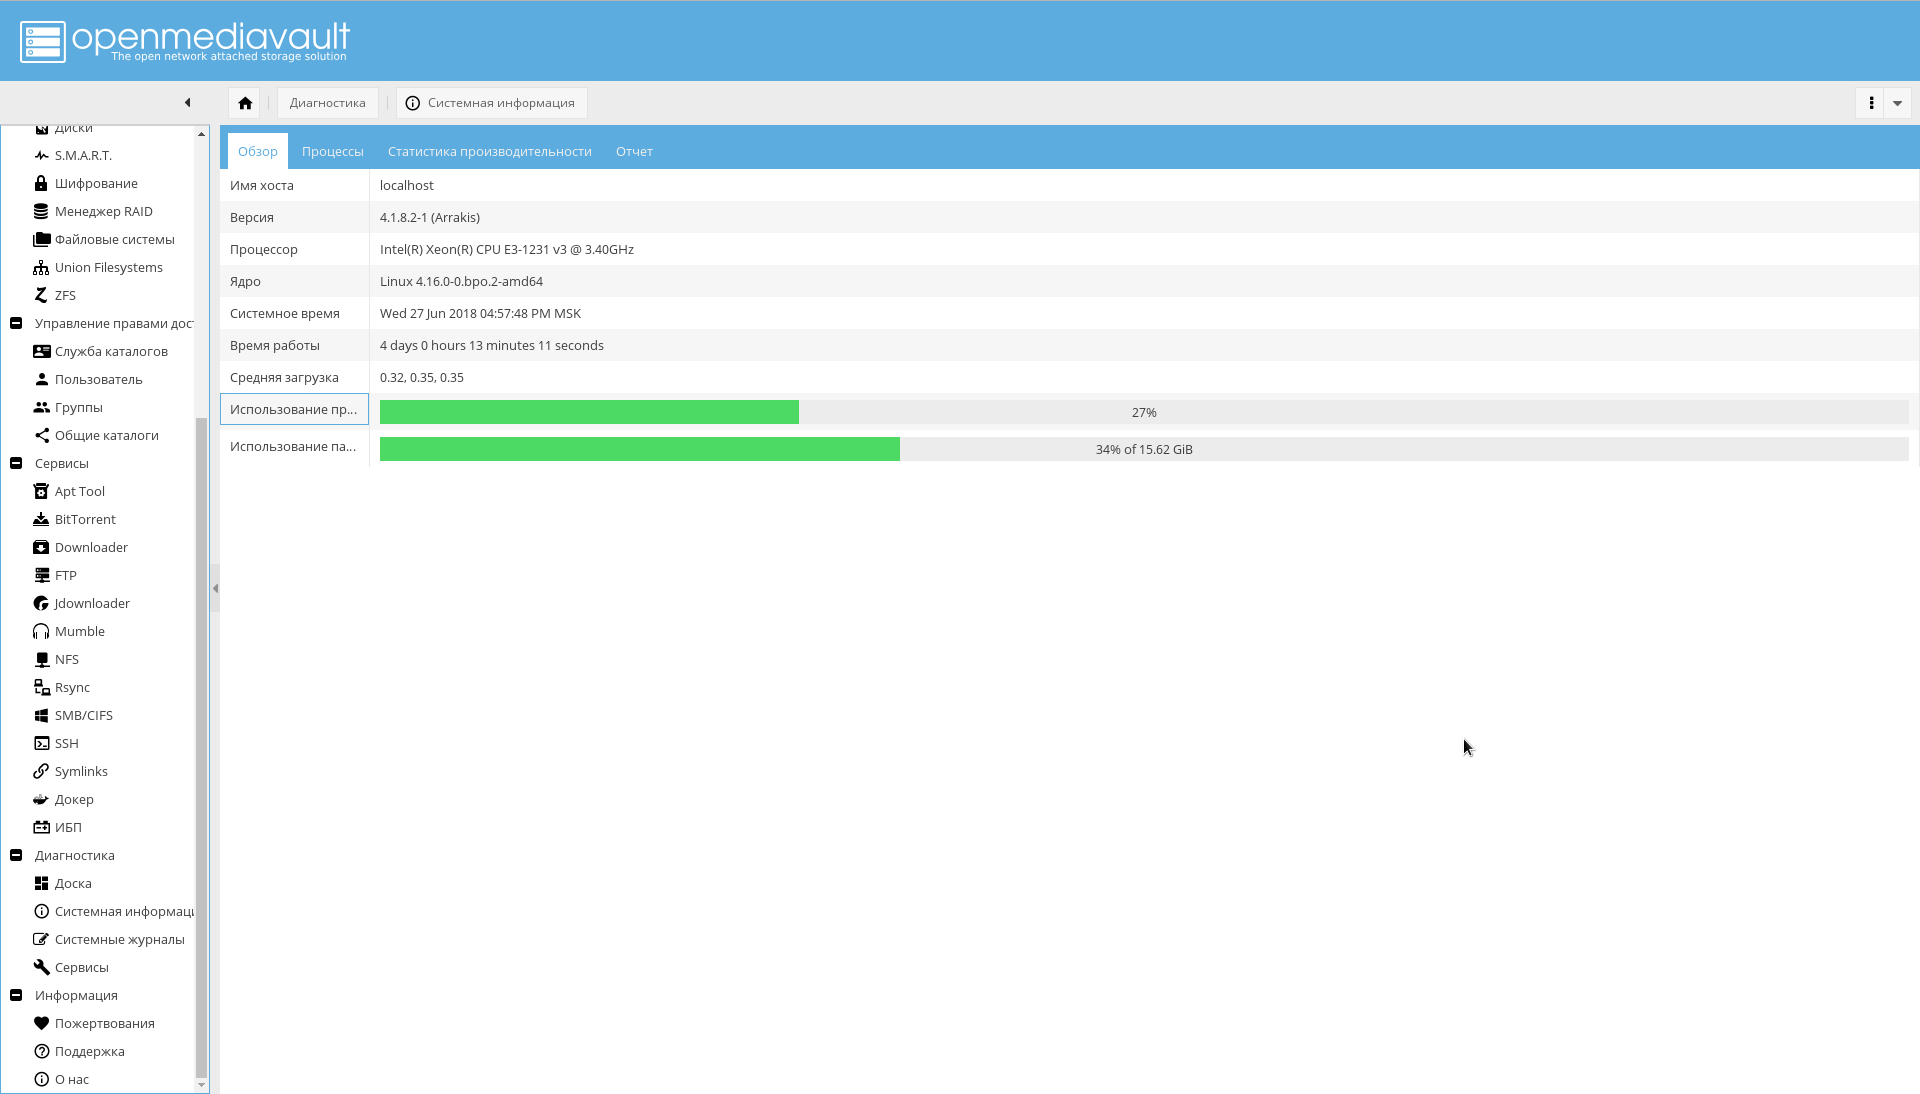 openmediavault
The open network attached storage solution
Диагностика
Системная информация
Диски
S.M.A.R.T.
Шифрование
Менеджер RAID
Файловые системы
Union Filesystems
ZFS
Управление правами дос
Служба каталогов
Пользователь
Группы
Общие каталоги
Сервисы
Apt Tool
BitTorrent
Downloader
FTP
Jdownloader
Mumble
NFS
Rsync
SMB/CIFS
SSH
Symlinks
Докер
ИБП
Диагностика
Доска
Системная информаци
Системные журналы
Сервисы
Информация
Пожертвования
Поддержка
О нас
Обзор Процессы Статистика производительности Отчет
Имя хоста localhost
Версия 4.1.8.2-1 (Arrakis)
Процессор Intel(R) Xeon(R) CPU E3-1231 v3 @ 3.40GHz
Ядро Linux 4.16.0-0.bpo.2-amd64
Системное время Wed 27 Jun 2018 04:57:48 PM MSK
Время работы 4 days 0 hours 13 minutes 11 seconds
Средняя загрузка 0.32, 0.35, 0.35
Использование пр... 27%
Использование па... 34% of 15.62 GiB